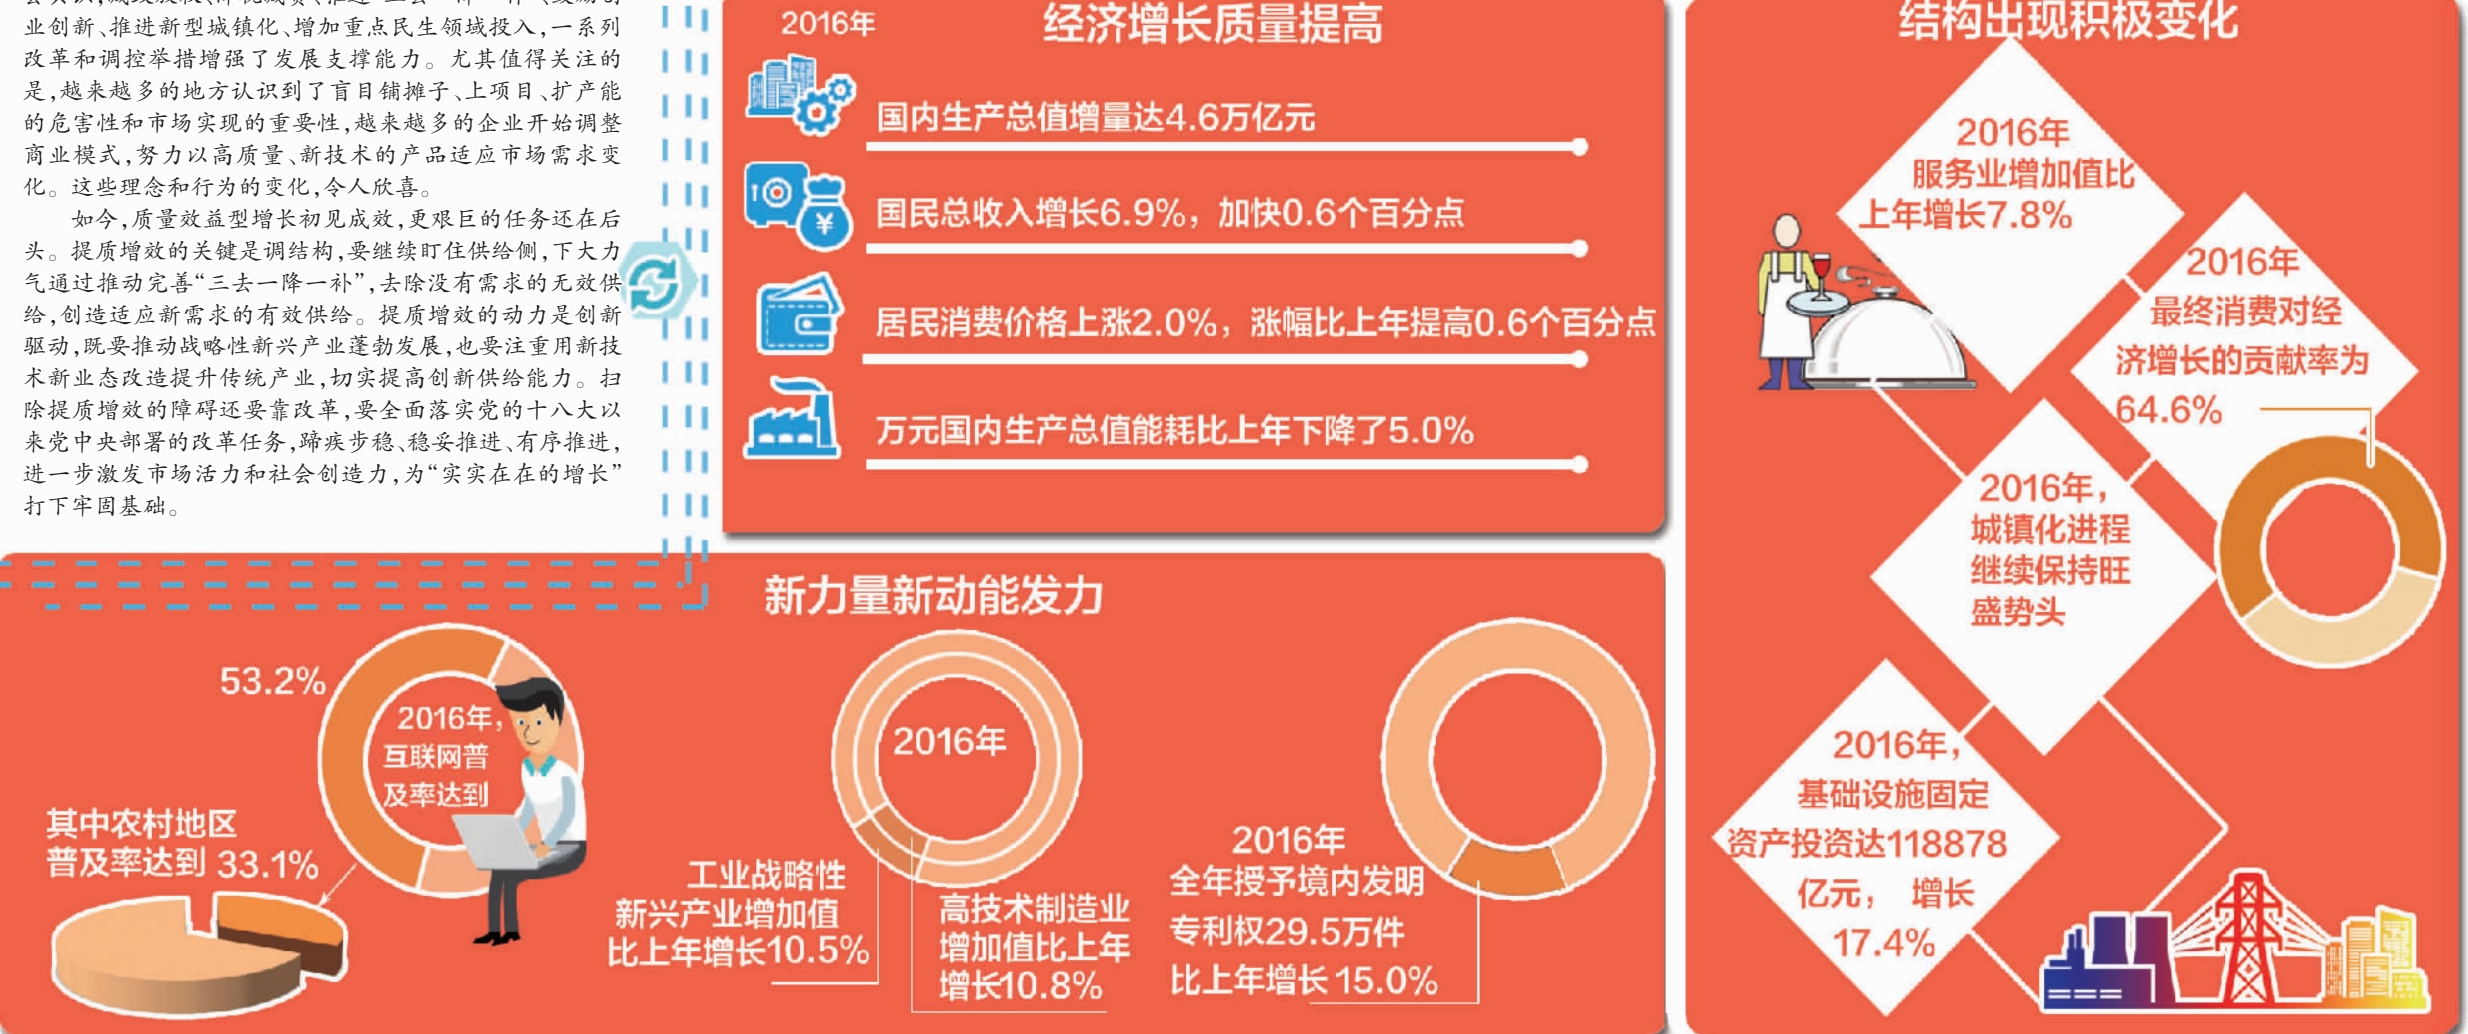 业创新、推进新型城镇化、增加重点民生领域投入,一系列
改革和调控举措增强了发展支撑能力。尤其值得关注的
是,越来越多的地方认识到了盲目铺摊子、上项目、扩产能
的危害性和市场实现的重要性,越来越多的企业开始调整
商业模式,努力以高质量、新技术的产品适应市场需求变
化。这些理念和行为的变化,令人欣喜。
如今,质量效益型增长初见成效,更艰巨的任务还在后
头。提质增效的关键是调结构,要继续盯住供给侧,下大力
气通过推动完善“三去一降一补”,去除没有需求的无效供
给,创造适应新需求的有效供给。提质增效的动力是创新
驱动,既要推动战略性新兴产业蓬勃发展,也要注重用新技
术新业态改造提升传统产业,切实提高创新供给能力。扫
除提质增效的障碍还要靠改革,要全面落实党的十八大以
来党中央部署的改革任务,蹄疾步稳、稳妥推进、有序推进,
进一步激发市场活力和社会创造力,为“实实在在的增长”
打下牢固基础。
2016年
经济增长质量提高
国内生产总值增量达4.6万亿元
国民总收入增长6.9%，加快0.6个百分点
居民消费价格上涨2.0%，涨幅比上年提高0.6个百分点
万元国内生产总值能耗比上年下降了5.0%
结构出现积极变化
2016年
服务业增加值比
上年增长7.8%
2016年
最终消费对经
济增长的贡献率为
64.6%
2016年，
城镇化进程
继续保持旺
盛势头
2016年，
基础设施固定
资产投资达118878
亿元， 增长
17.4%
新力量新动能发力
53.2%
2016年，
互联网普
及率达到
其中农村地区
普及率达到 33.1%
2016年
工业战略性
新兴产业增加值
比上年增长10.5%
高技术制造业
增加值比上年
增长10.8%
2016年
全年授予境内发明
专利权29.5万件
比上年增长 15.0%